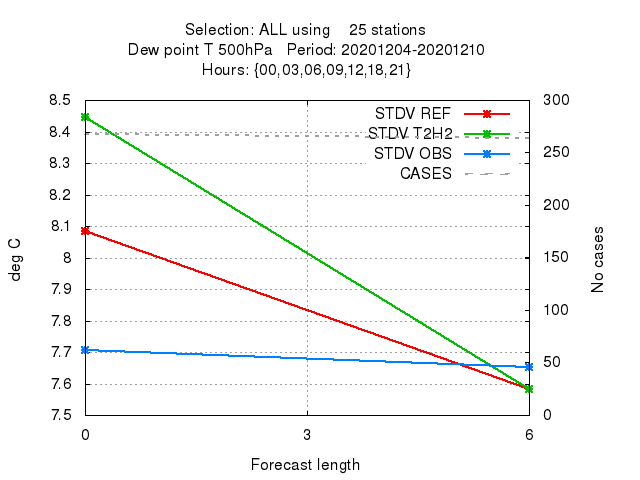 Selection: ALL using    25 stations
Dew point T 500hPa   Period: 20201204-20201210
Hours: {00,03,06,09,12,18,21}
8.5
8.4
8.3
8.2
8.1
8
7.9
7.8
7.7
7.6
7.5
deg C
STDV REF
STDV T2H2
STDV OBS
CASES
300
250
200
150
100
50
0
No cases
0 3 6
Forecast length